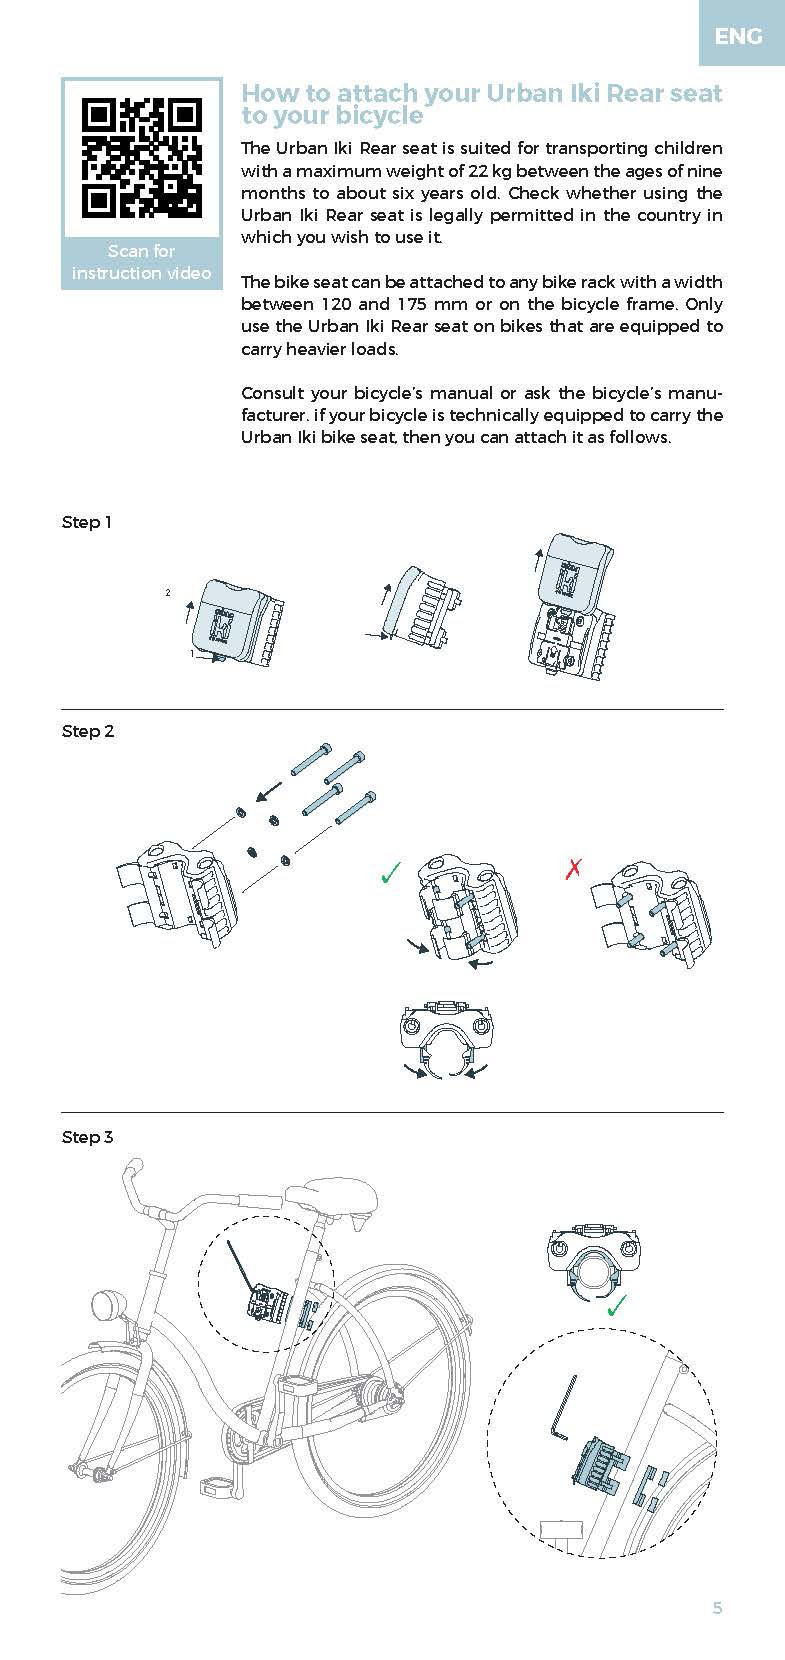 ENG
How to attach your Urban Iki Rear seat
to your bicycle
Scan for
instruction video
The Urban Iki Rear seat is suited for transporting children
with a maximum weight of 22 kg between the ages of nine
months to about six years old. Check whether using the
Urban Iki Rear seat is legally permitted in the country in
which you wish to use it.
The bike seat can be attached to any bike rack with a width
between 120 and 175 mm or on the bicycle frame. Only
use the Urban Iki Rear seat on bikes that are equipped to
carry heavier loads.
Consult your bicycle's manual or ask the bicycle's manu-
facturer. if your bicycle is technically equipped to carry the
Urban Iki bike seat, then you can attach it as follows.
Step 1
2
1
Step 2
Step 3
5